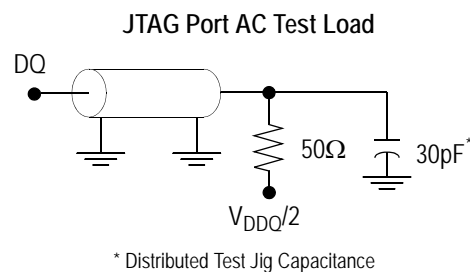 JTAG Port AC Test Load
DQ
50Ω
30pF*
VDDQ/2
* Distributed Test Jig Capacitance